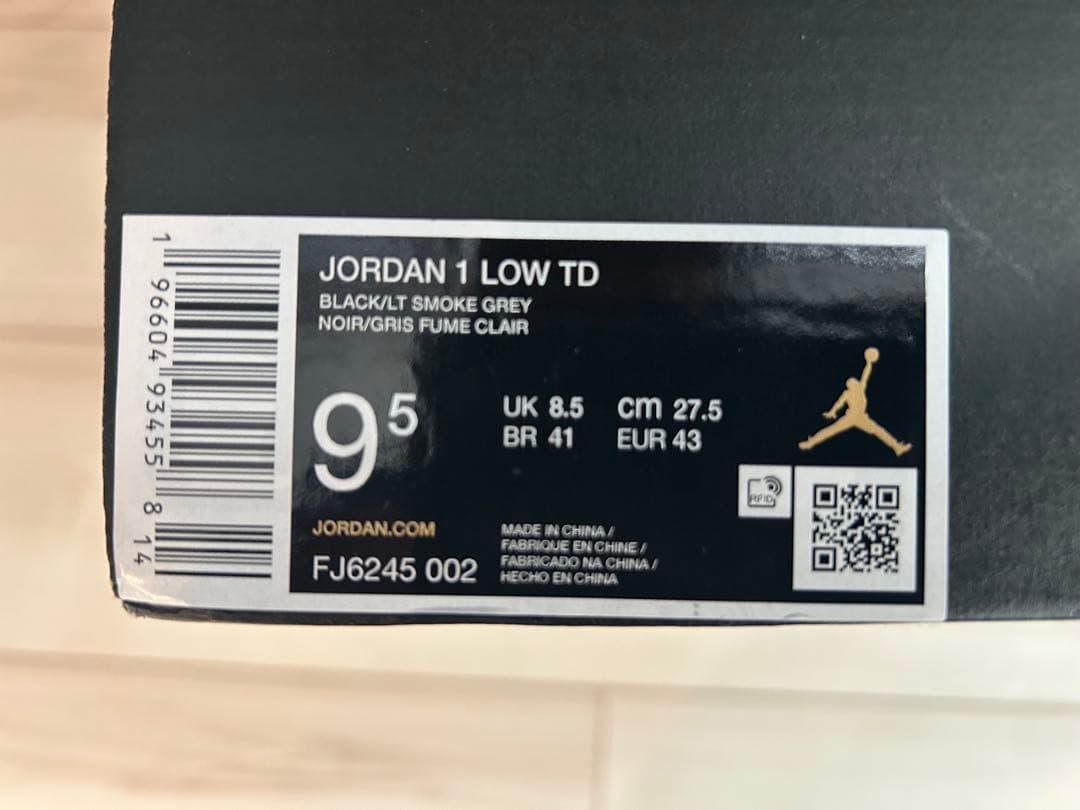 JORDAN 1 LOW TD
BLACK/LT SMOKE GREY
NOIR/GRIS FUME CLAIR
9 5
UK 8.5 cm 27.5
BR 41 EUR 43
RFID
JORDAN.COM
FJ6245 002
MADE IN CHINA /
FABRIQUE EN CHINE /
FABRICADO NA CHINA /
HECHO EN CHINA
1 96604 93455 8 14